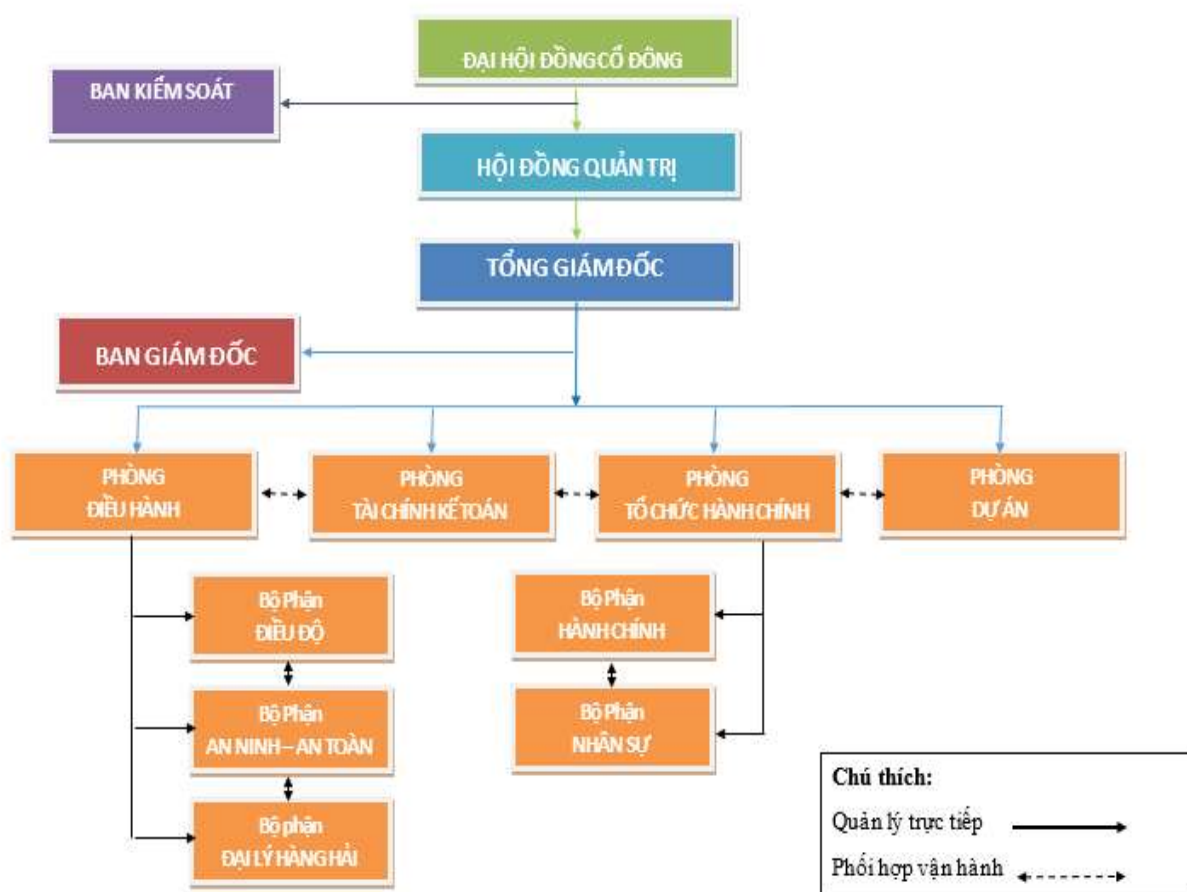 ĐẠI HỘI ĐỒNG CỔ ĐÔNG
BAN KIỂM SOÁT
HỘI ĐỒNG QUẢN TRỊ
TỔNG GIÁM ĐỐC
BAN GIÁM ĐỐC
PHÒNG
ĐIỀU HÀNH
PHÒNG
TÀI CHÍNH KẾ TOÁN
PHÒNG
TỔ CHỨC HÀNH CHÍNH
PHÒNG
DỰ ÁN
Bộ Phận
ĐIỀU ĐỘ
Bộ Phận
HÀNH CHÍNH
Bộ Phận
AN NINH – AN TOÀN
Bộ Phận
NHÂN SỰ
Bộ phận
ĐẠI LÝ HÀNG HẢI
Chú thích:
Quản lý trực tiếp
Phối hợp vận hành